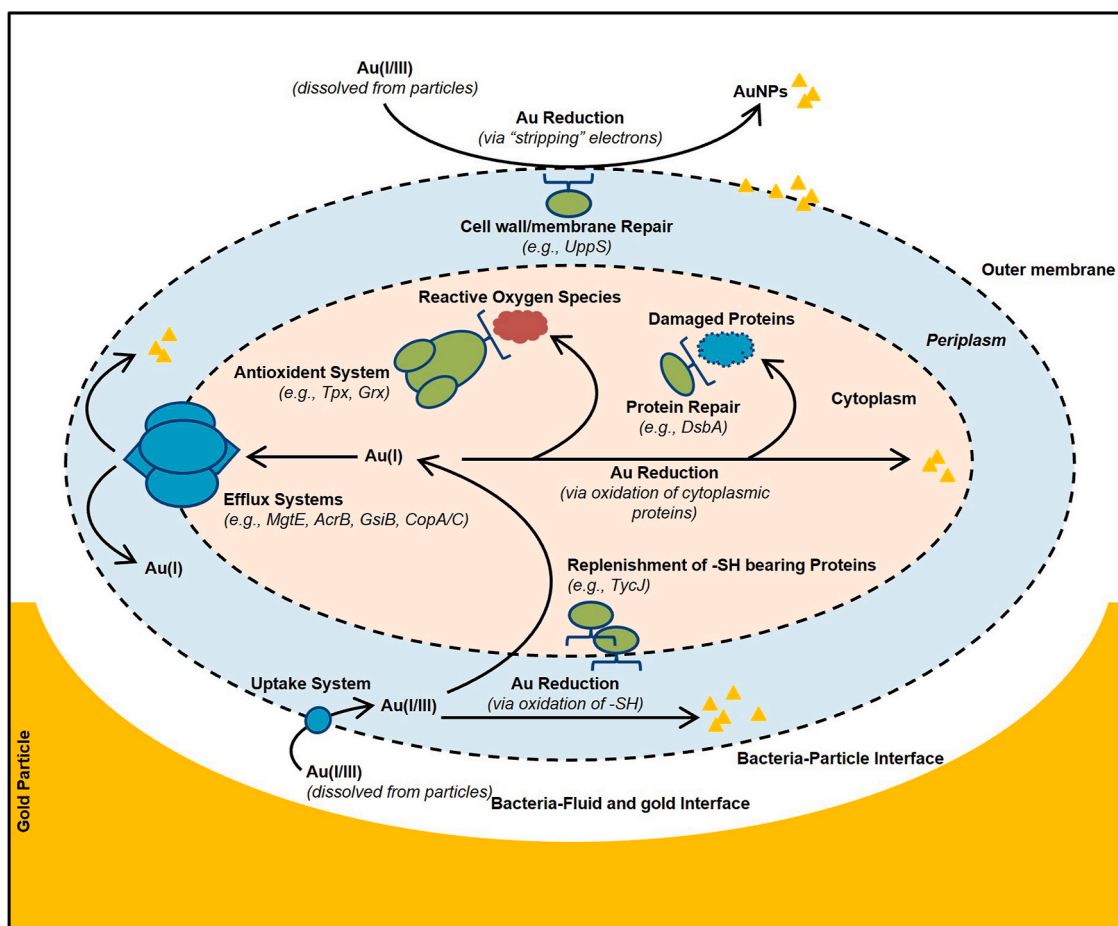 Au(I/III)
(dissolved from particles)
AuNPs
Au Reduction
(via “stripping” electrons)
Cell wall/membrane Repair
(e.g., UppS)
Outer membrane
Reactive Oxygen Species
Damaged Proteins
Periplasm
Antioxident System
(e.g., Tpx, Grx)
Cytoplasm
Protein Repair
(e.g., DsbA)
Au(I)
Au Reduction
(via oxidation of cytoplasmic
proteins)
Efflux Systems
(e.g., MgtE, AcrB, GsiB, CopA/C)
Au(I)
Replenishment of -SH bearing Proteins
(e.g., TycJ)
Uptake System
Au(I/III)
Au Reduction
(via oxidation of -SH)
Bacteria-Particle Interface
Au(I/III)
(dissolved from particles)
Bacteria-Fluid and gold Interface
Gold Particle